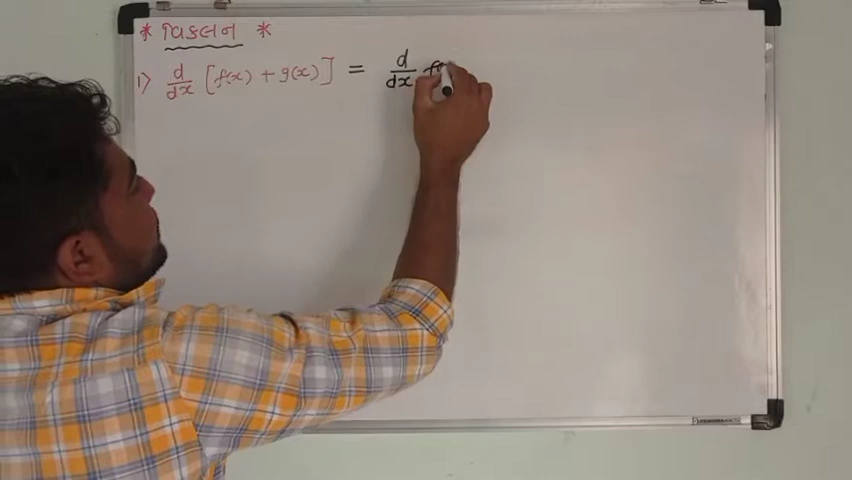 * વિકલન *
1) d/dx [f(x) + g(x)] = d/dx f(